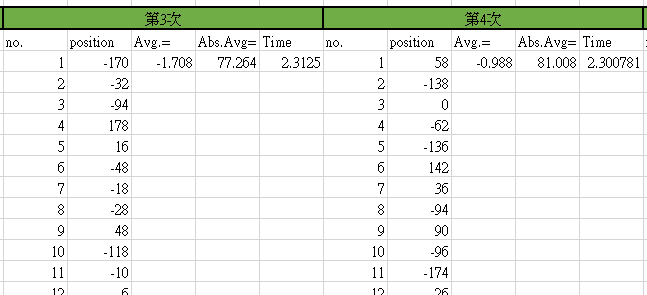 第3次 第4次
no. position Avg.= Abs.Avg= Time no. position Avg.= Abs.Avg= Time
1 -170 -1.708 77.264 2.3125 1 58 -0.988 81.008 2.300781
2 -32 2 -138
3 -94 3 0
4 178 4 -62
5 16 5 -136
6 -48 6 142
7 -18 7 36
8 -28 8 -94
9 48 9 90
10 -118 10 -96
11 -10 11 -174
12 6 12 26